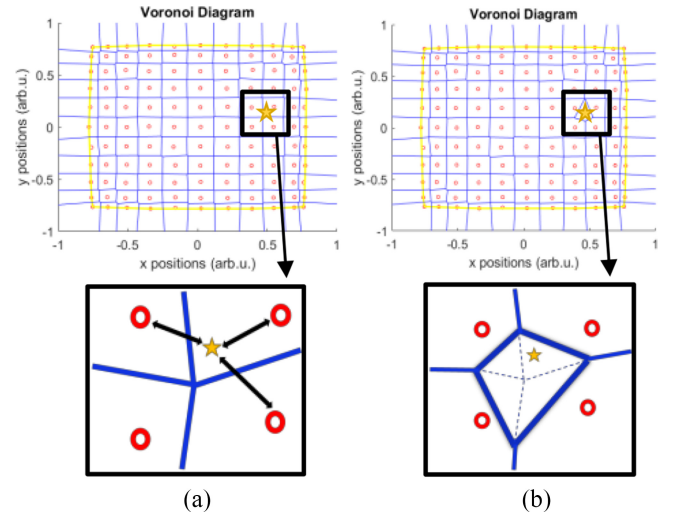 Voronoi Diagram
1
0.5
0
-0.5
-1
y positions (arb.u.)
-1
-0.5
0
0.5
1
x positions (arb.u.)
Voronoi Diagram
1
0.5
0
-0.5
-1
y positions (arb.u.)
-1
-0.5
0
0.5
1
x positions (arb.u.)
(a)
(b)